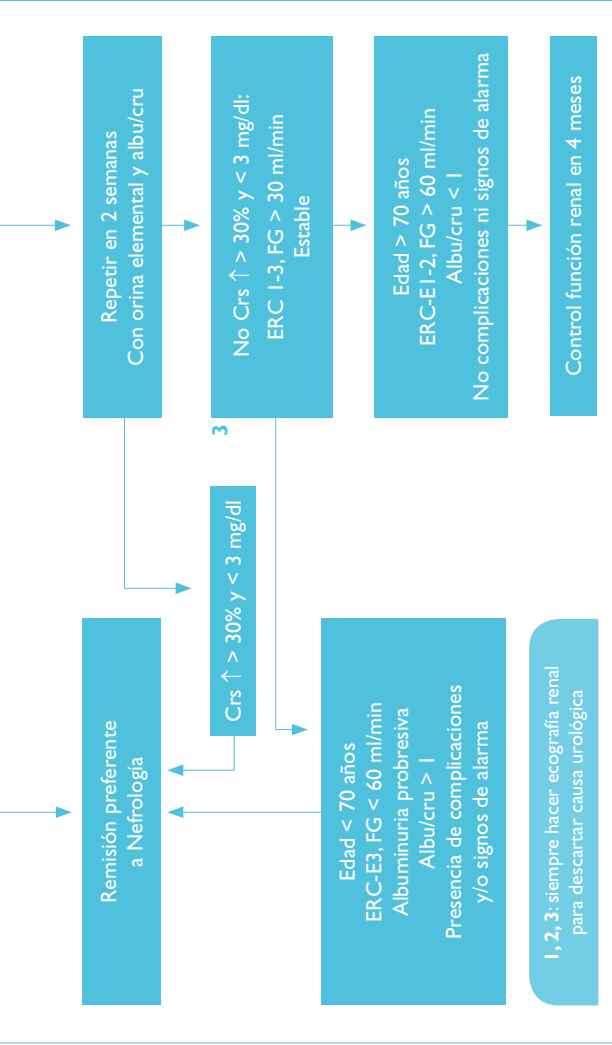 Remisión preferente
a Nefrología
Repetir en 2 semanas
Con orina elemental y albu/cru
Crs ↑ > 30% y < 3 mg/dl
3
No Crs ↑ > 30% y < 3 mg/dl:
ERC 1-3, FG > 30 ml/min
Estable
Edad < 70 años
ERC-E3, FG < 60 ml/min
Albuminuria probresiva
Albu/cru > 1
Presencia de complicaciones
y/o signos de alarma
Edad > 70 años
ERC-E1-2, FG > 60 ml/min
Albu/cru < 1
No complicaciones ni signos de alarma
1, 2, 3: siempre hacer ecografía renal
para descartar causa urológica
Control función renal en 4 meses